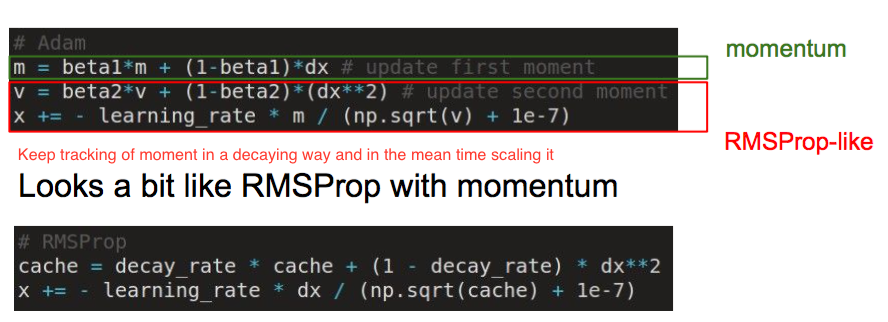 # Adam
m = beta1*m + (1-beta1)*dx # update first moment
momentum
v = beta2*v + (1-beta2)*(dx**2) # update second moment
x += - learning_rate * m / (np.sqrt(v) + 1e-7)
RMSProp-like
Keep tracking of moment in a decaying way and in the mean time scaling it
Looks a bit like RMSProp with momentum
# RMSProp
cache = decay_rate * cache + (1 - decay_rate) * dx**2
x += - learning_rate * dx / (np.sqrt(cache) + 1e-7)